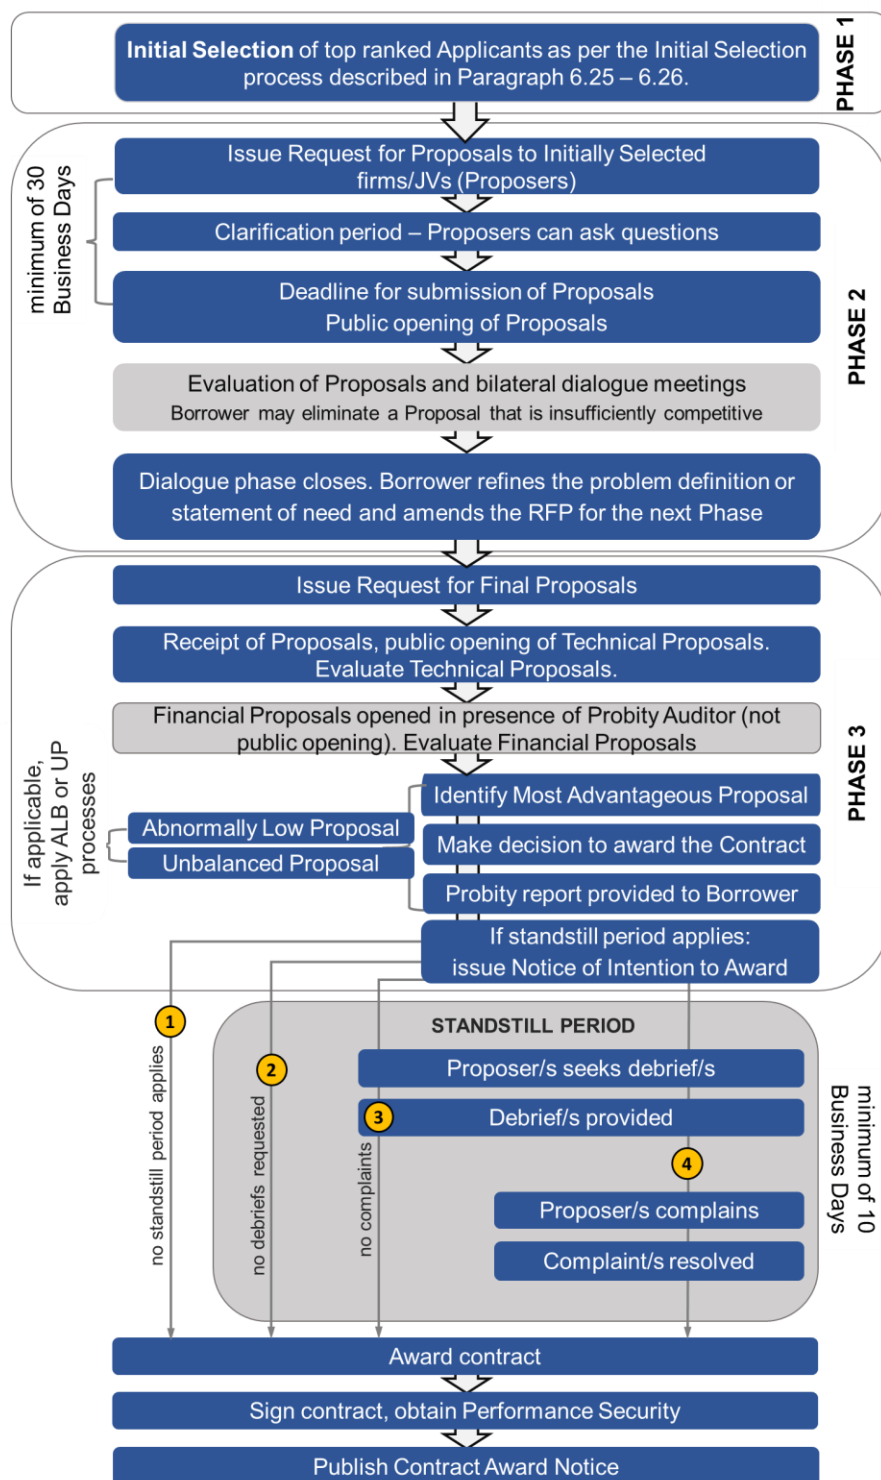 Initial Selection of top ranked Applicants as per the Initial Selection
process described in Paragraph 6.25 – 6.26.
PHASE 1
Issue Request for Proposals to Initially Selected
firms/JVs (Proposers)
minimum of 30
Business Days
Clarification period – Proposers can ask questions
Deadline for submission of Proposals
Public opening of Proposals
PHASE 2
Evaluation of Proposals and bilateral dialogue meetings
Borrower may eliminate a Proposal that is insufficiently competitive
Dialogue phase closes. Borrower refines the problem definition or
statement of need and amends the RFP for the next Phase
Issue Request for Final Proposals
Receipt of Proposals, public opening of Technical Proposals.
Evaluate Technical Proposals.
Financial Proposals opened in presence of Probity Auditor (not
public opening). Evaluate Financial Proposals
PHASE 3
If applicable,
apply ALB or UP
processes
Abnormally Low Proposal
Unbalanced Proposal
Identify Most Advantageous Proposal
Make decision to award the Contract
Probity report provided to Borrower
If standstill period applies:
issue Notice of Intention to Award
1
no standstill period applies
2
no debriefs requested
3
no complaints
STANDSTILL PERIOD
Proposer/s seeks debrief/s
Debrief/s provided
4
Proposer/s complains
Complaint/s resolved
minimum of 10
Business Days
Award contract
Sign contract, obtain Performance Security
Publish Contract Award Notice